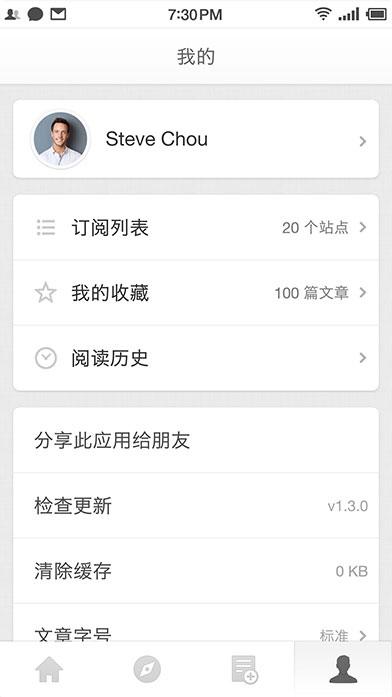 7:30PM
我的
Steve Chou
订阅列表 20 个站点
我的收藏 100 篇文章
阅读历史
分享此应用给朋友
检查更新 v1.3.0
清除缓存 0 KB
文章字号 标准